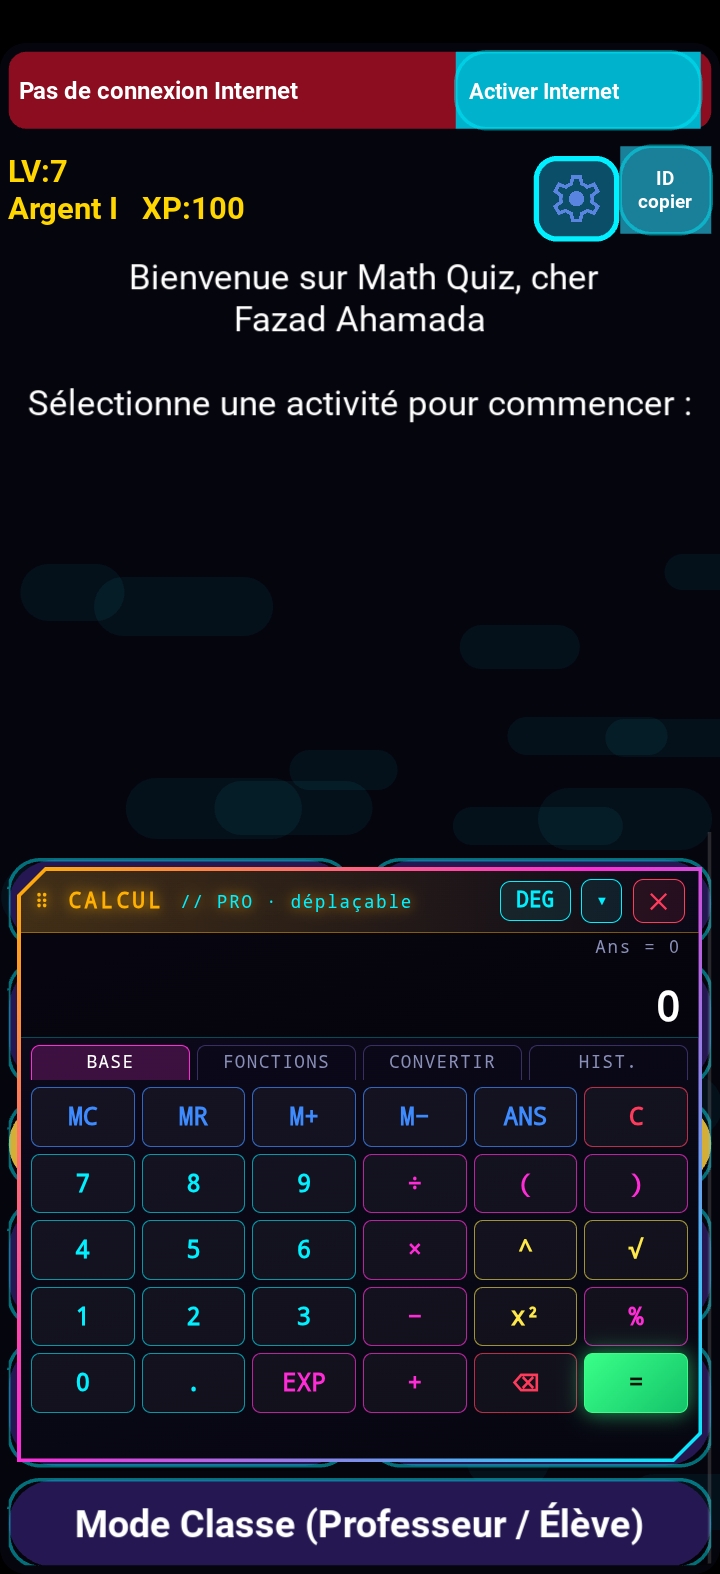 Pas de connexion Internet
Activer Internet
LV:7
Argent I XP:100
ID
copier
Bienvenue sur Math Quiz, cher
Fazad Ahamada
Sélectionne une activité pour commencer :
CALCUL // PRO · déplaçable DEG ▾
Ans = 0
0
BASE FONCTIONS CONVERTIR HIST.
MC MR M+ M− ANS C
7 8 9 ÷ ( )
4 5 6 × ^ √
1 2 3 − x² %
0 . EXP + ⌫ =
Mode Classe (Professeur / Élève)